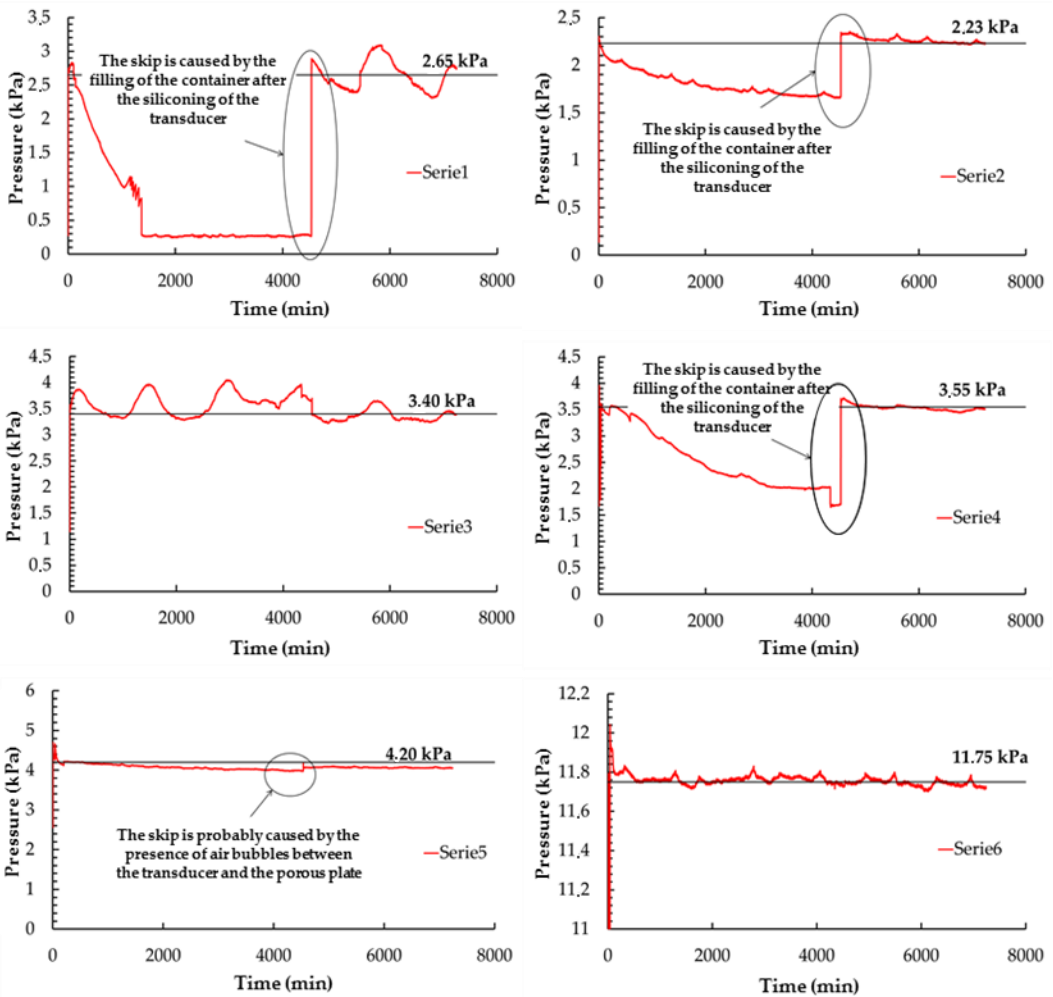 3.5
3
2.5
2
1.5
1
0.5
0
Pressure (kPa)
The skip is caused by the
filling of the container after
the siliconing of the
transducer
2.65 kPa
Serie1
0 2000 4000 6000 8000
Time (min)
2.5
2
1.5
1
0.5
0
Pressure (kPa)
2.23 kPa
The skip is caused by the
filling of the container after
the siliconing of the
transducer
Serie2
0 2000 4000 6000 8000
Time (min)
4.5
4
3.5
3
2.5
2
1.5
1
0.5
0
Pressure (kPa)
3.40 kPa
Serie3
0 2000 4000 6000 8000
Time (min)
4.5
4
3.5
3
2.5
2
1.5
1
0.5
0
Pressure (kPa)
The skip is caused by the
filling of the container after
the siliconing of the
transducer
3.55 kPa
Serie4
0 2000 4000 6000 8000
Time (min)
6
5
4
3
2
1
0
Pressure (kPa)
4.20 kPa
The skip is probably caused by the
presence of air bubbles between
the transducer and the porous plate
Serie5
0 2000 4000 6000 8000
Time (min)
12.2
12
11.8
11.6
11.4
11.2
11
Pressure (kPa)
11.75 kPa
Serie6
0 2000 4000 6000 8000
Time (min)